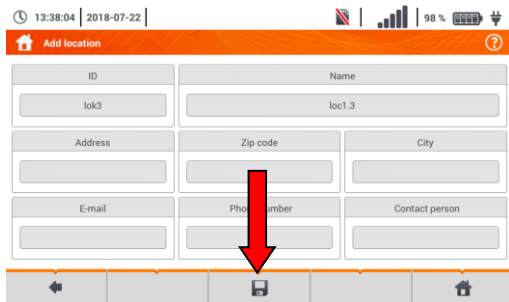 13:38:04 2018-07-22 98 %
Add location ?
ID Name
lok3 loc1.3
Address Zip code City
E-mail Phone number Contact person